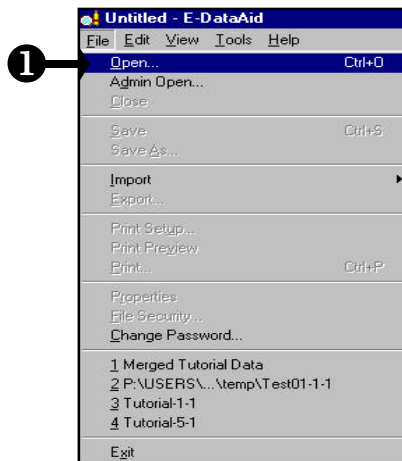 Untitled - E-DataAid
File Edit View Tools Help
1 Open... Ctrl+O
Admin Open...
Close
Save Ctrl+S
Save As...
Import
Export...
Print Setup...
Print Preview
Print... Ctrl+P
Properties
File Security...
Change Password...
1 Merged Tutorial Data
2 P:\USERS\...\temp\Test01-1-1
3 Tutorial-1-1
4 Tutorial-5-1
Exit